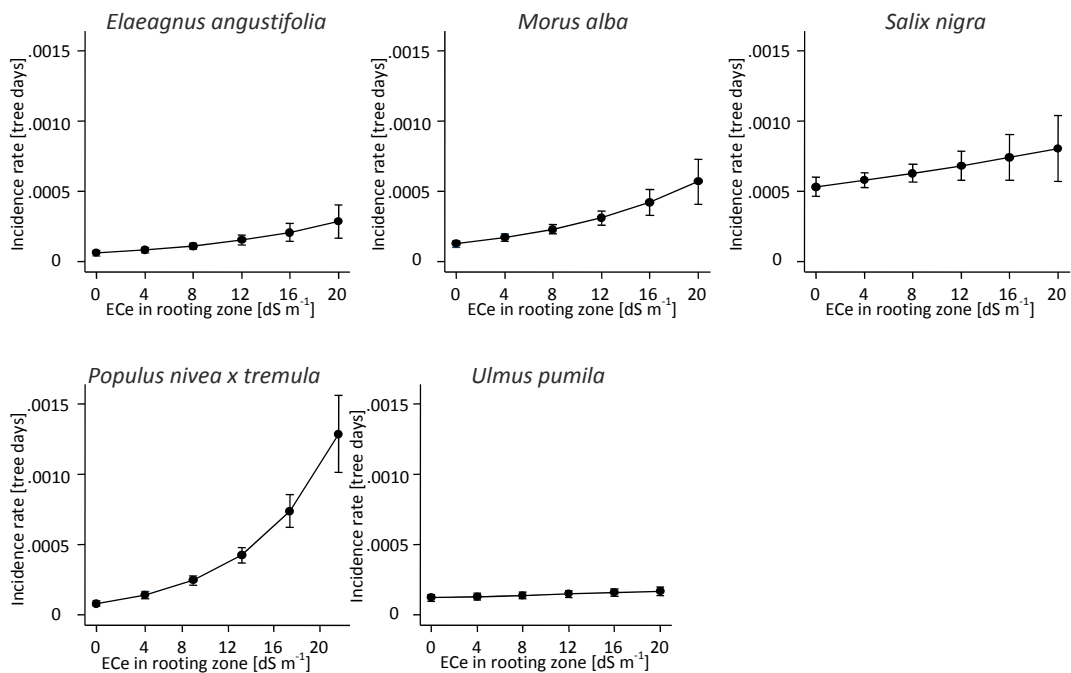 Elaeagnus angustifolia
Incidence rate [tree days]
.0015
.0010
.0005
0
0 4 8 12 16 20
ECe in rooting zone [dS m-1]
Morus alba
Incidence rate [tree days]
.0015
.0010
.0005
0
0 4 8 12 16 20
ECe in rooting zone [dS m-1]
Salix nigra
Incidence rate [tree days]
.0015
.0010
.0005
0
0 4 8 12 16 20
ECe in rooting zone [dS m-1]
Populus nivea x tremula
Incidence rate [tree days]
.0015
.0010
.0005
0
0 4 8 12 16 20
ECe in rooting zone [dS m-1]
Ulmus pumila
Incidence rate [tree days]
.0015
.0010
.0005
0
0 4 8 12 16 20
ECe in rooting zone [dS m-1]